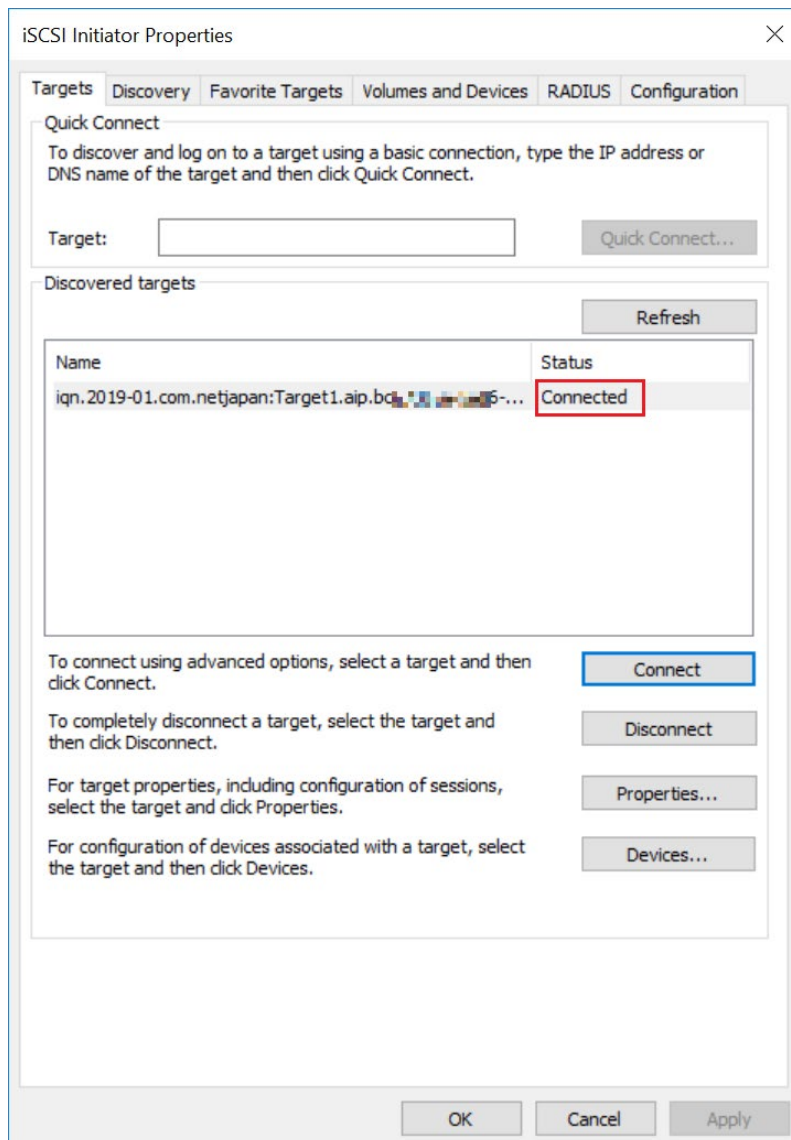 iSCSI Initiator Properties
Targets Discovery Favorite Targets Volumes and Devices RADIUS Configuration
Quick Connect
To discover and log on to a target using a basic connection, type the IP address or
DNS name of the target and then click Quick Connect.
Target: Quick Connect...
Discovered targets
Refresh
Name Status
iqn.2019-01.com.netjapan:Target1.aip.bc 6-... Connected
To connect using advanced options, select a target and then
click Connect.
Connect
To completely disconnect a target, select the target and
then click Disconnect.
Disconnect
For target properties, including configuration of sessions,
select the target and click Properties.
Properties...
For configuration of devices associated with a target, select
the target and then click Devices.
Devices...
OK Cancel Apply